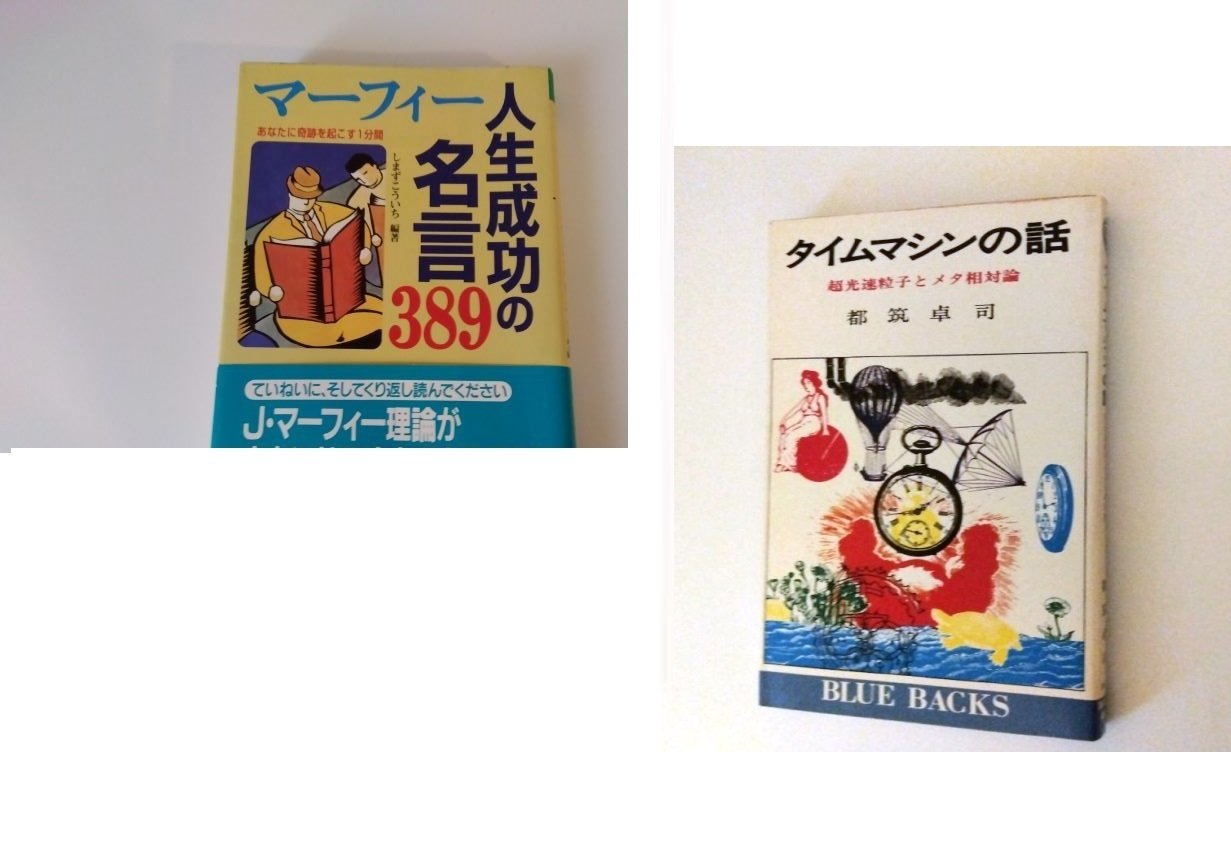 マーフィー
あなたに奇跡を起こす1分間
人生成功の
名言
389
しまずこういち 編著
ていねいに、そしてくり返し読んでください
J・マーフィー理論が
タイムマシンの話
超光速粒子とメタ相対論
都筑卓司
BLUE BACKS